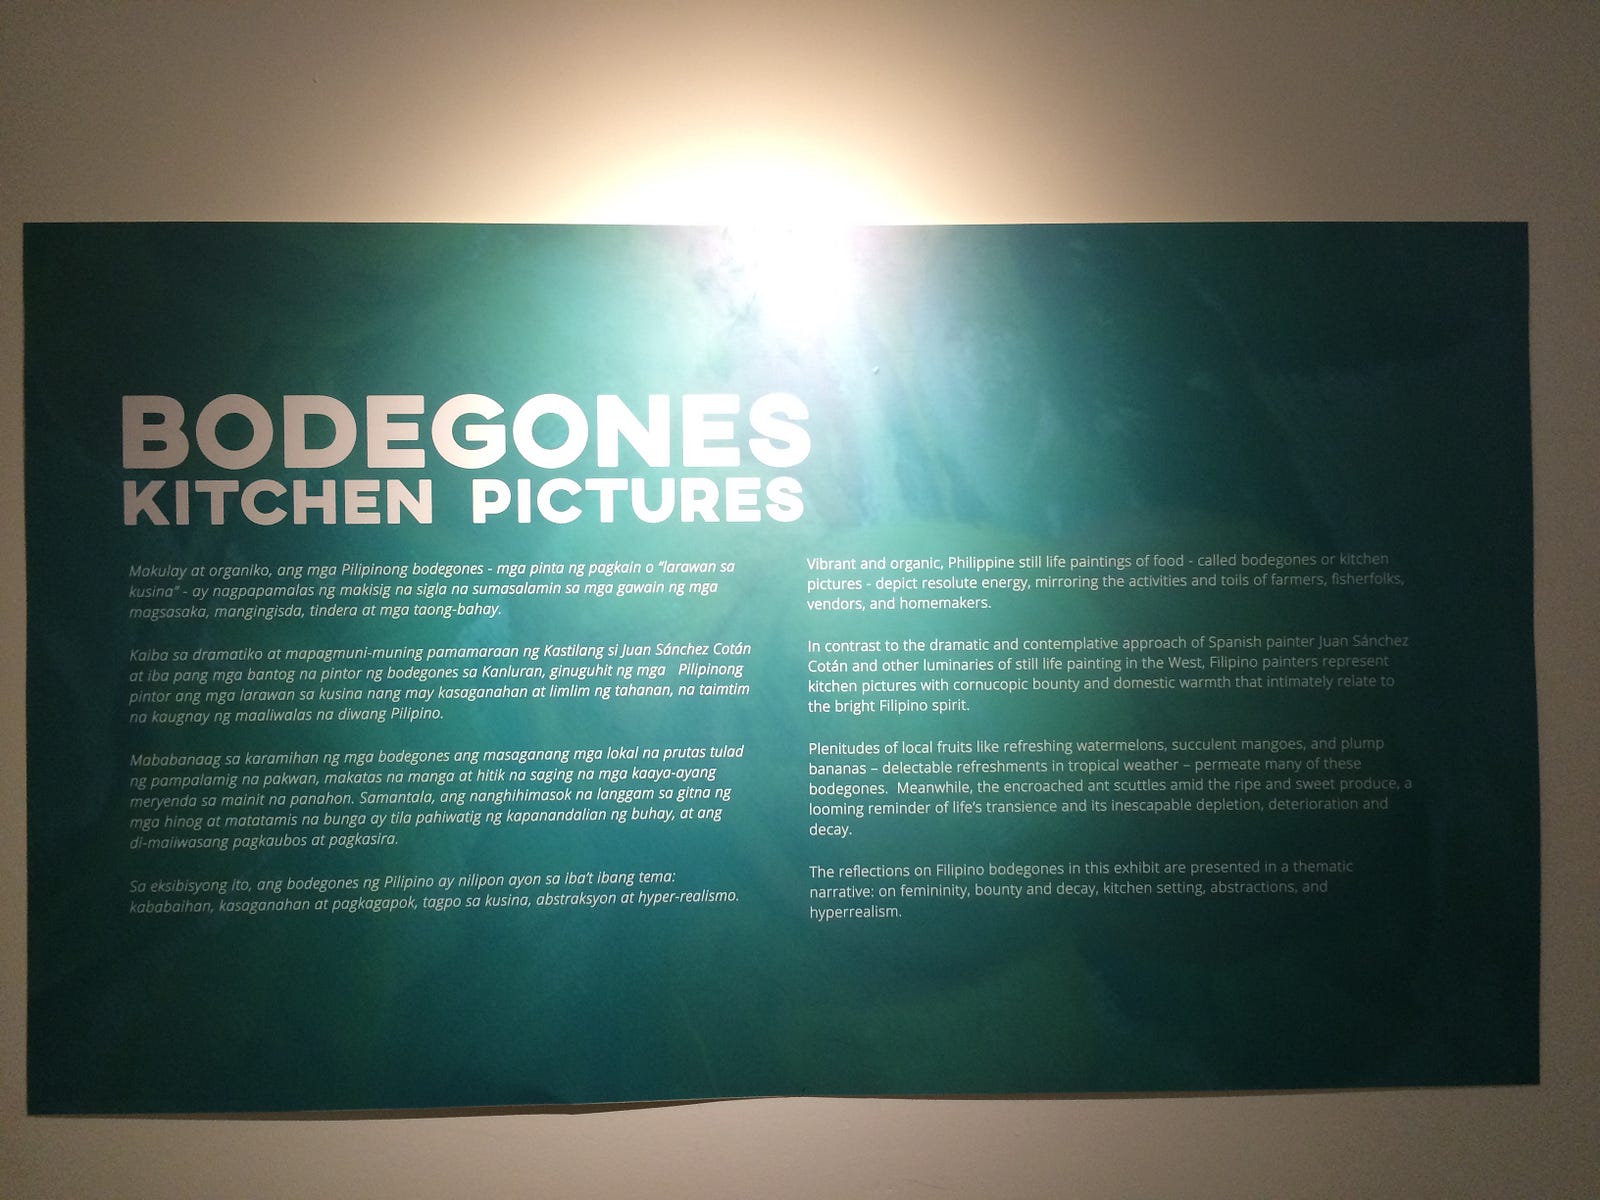 BODEGONES
KITCHEN PICTURES
Makulay at organiko, ang mga Pilipinong bodegones - mga pinta ng pagkain o "larawan sa
kusina" - ay nagpapamalas ng makisig na sigla na sumasalamin sa mga gawain ng mga
magsasaka, mangingisda, tindera at mga taong-bahay.
Kaiba sa dramatiko at mapagmuni-muning pamamaraan ng Kastilang si Juan Sánchez Cotán
at iba pang mga bantog na pintor ng bodegones sa Kanluran, ginuguhit ng mga Pilipinong
pintor ang mga larawan sa kusina nang may kasaganahan at limlim ng tahanan, na taimtim
na kaugnay ng maaliwalas na diwang Pilipino.
Mababanaag sa karamihan ng mga bodegones ang masaganang mga lokal na prutas tulad
ng pampalamig na pakwan, makatas na manga at hitik na saging na mga kaaya-ayang
meryenda sa mainit na panahon. Samantala, ang nanghihimasok na langgam sa gitna ng
mga hinog at matatamis na bunga ay tila pahiwatig ng kapanandalian ng buhay, at ang
di-maiiwasang pagkaubos at pagkasira.
Sa eksibisyong ito, ang bodegones ng Pilipino ay nilipon ayon sa iba't ibang tema:
kababaihan, kasaganahan at pagkagapok, tagpo sa kusina, abstraksyon at hyper-realismo.
Vibrant and organic, Philippine still life paintings of food - called bodegones or kitchen
pictures - depict resolute energy, mirroring the activities and toils of farmers, fisherfolks,
vendors, and homemakers.
In contrast to the dramatic and contemplative approach of Spanish painter Juan Sánchez
Cotán and other luminaries of still life painting in the West, Filipino painters represent
kitchen pictures with cornucopic bounty and domestic warmth that intimately relate to
the bright Filipino spirit.
Plenitudes of local fruits like refreshing watermelons, succulent mangoes, and plump
bananas – delectable refreshments in tropical weather – permeate many of these
bodegones. Meanwhile, the encroached ant scuttles amid the ripe and sweet produce, a
looming reminder of life's transience and its inescapable depletion, deterioration and
decay.
The reflections on Filipino bodegones in this exhibit are presented in a thematic
narrative: on femininity, bounty and decay, kitchen setting, abstractions, and
hyperrealism.